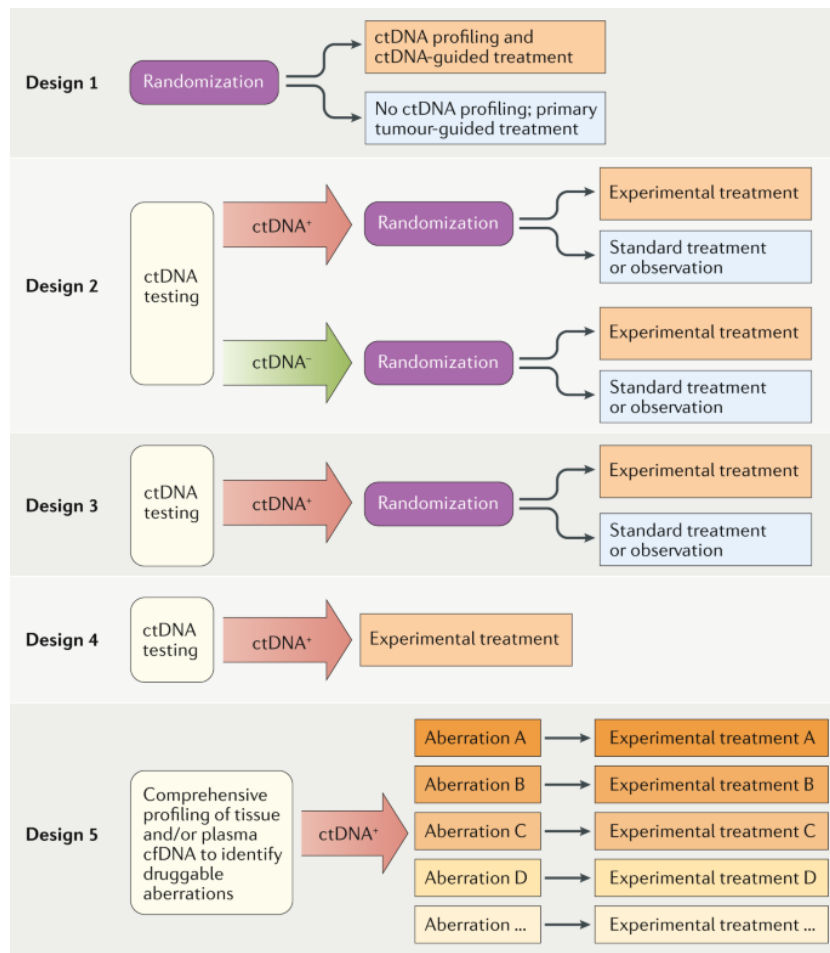 Design 1
Randomization
ctDNA profiling and
ctDNA-guided treatment
No ctDNA profiling; primary
tumour-guided treatment
Design 2
ctDNA
testing
ctDNA⁺
Randomization
Experimental treatment
Standard treatment
or observation
ctDNA⁻
Randomization
Experimental treatment
Standard treatment
or observation
Design 3
ctDNA
testing
ctDNA⁺
Randomization
Experimental treatment
Standard treatment
or observation
Design 4
ctDNA
testing
ctDNA⁺
Experimental treatment
Design 5
Comprehensive
profiling of tissue
and/or plasma
cfDNA to identify
druggable
aberrations
ctDNA⁺
Aberration A
Experimental treatment A
Aberration B
Experimental treatment B
Aberration C
Experimental treatment C
Aberration D
Experimental treatment D
Aberration ...
Experimental treatment ...